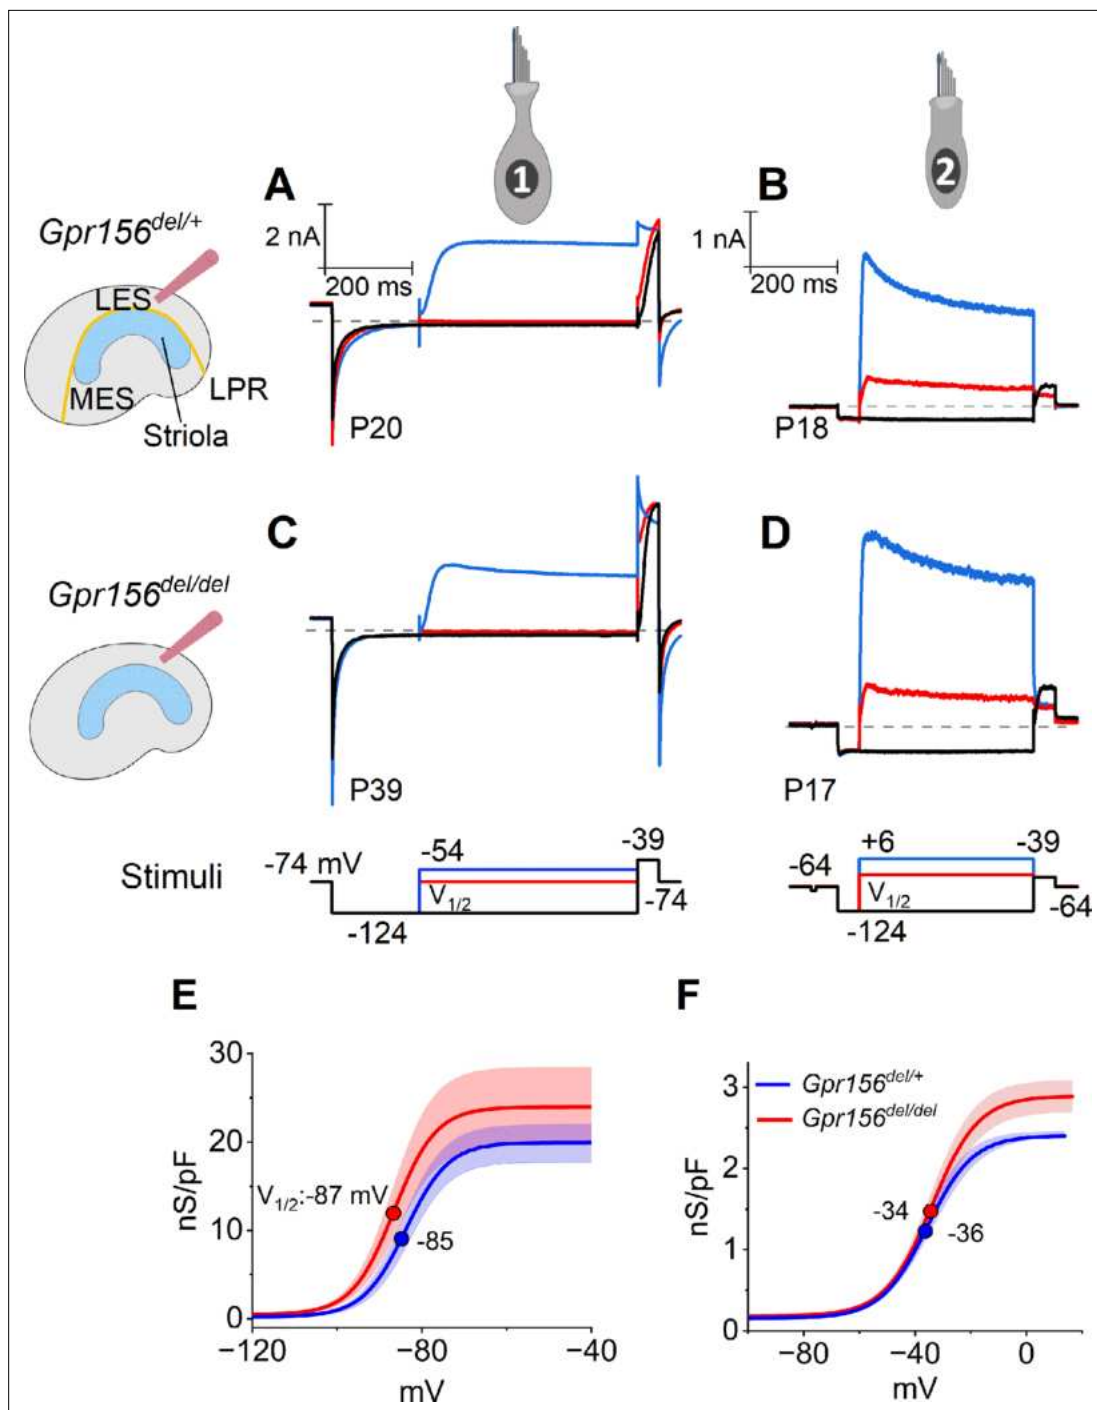 1
2
A
B
Gpr156del/+
2 nA
200 ms
1 nA
200 ms
LES
MES
LPR
Striola
P20
P18
C
D
Gpr156del/del
P39
P17
Stimuli
-74 mV
-54
-39
V1/2
-74
-124
-64
+6
-39
V1/2
-64
-124
E
F
30
20
10
0
nS/pF
V1/2:-87 mV
-85
−120
−80
−40
mV
3
2
1
0
nS/pF
Gpr156del/+
Gpr156del/del
-34
-36
−80
−40
0
mV